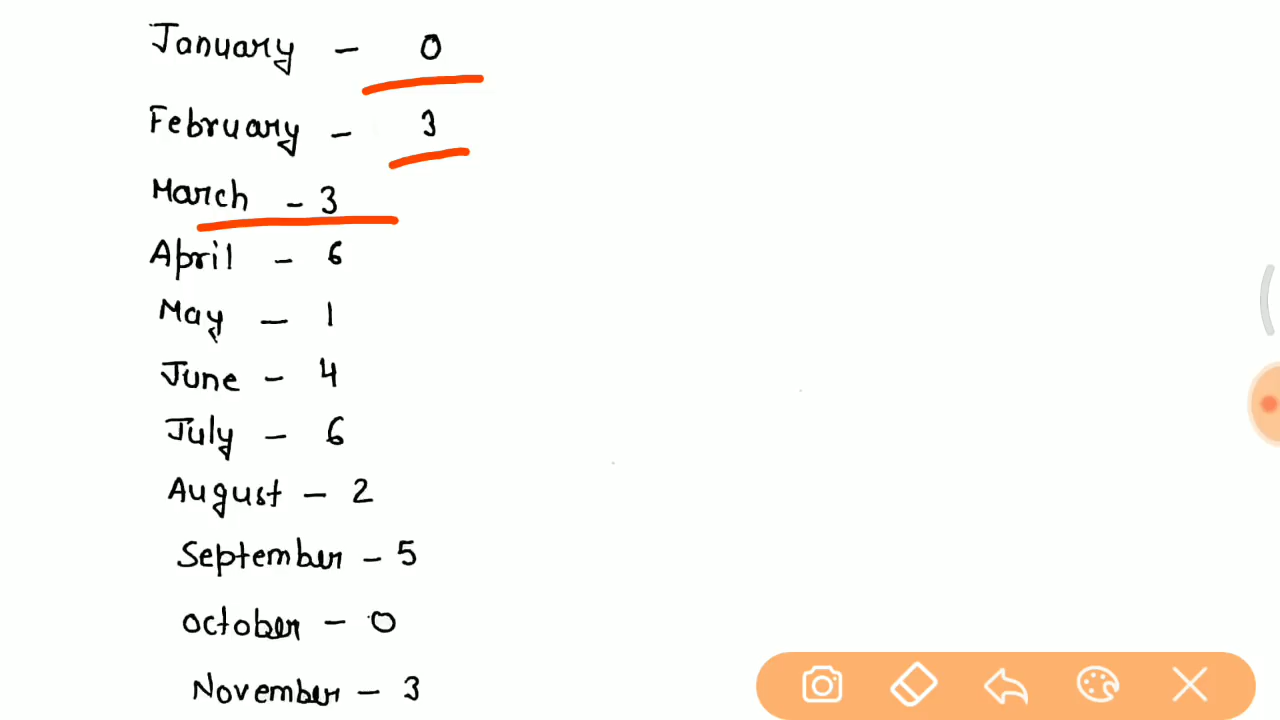 January - 0
February - 3
March - 3
April - 6
May - 1
June - 4
July - 6
August - 2
September - 5
october - 0
November - 3